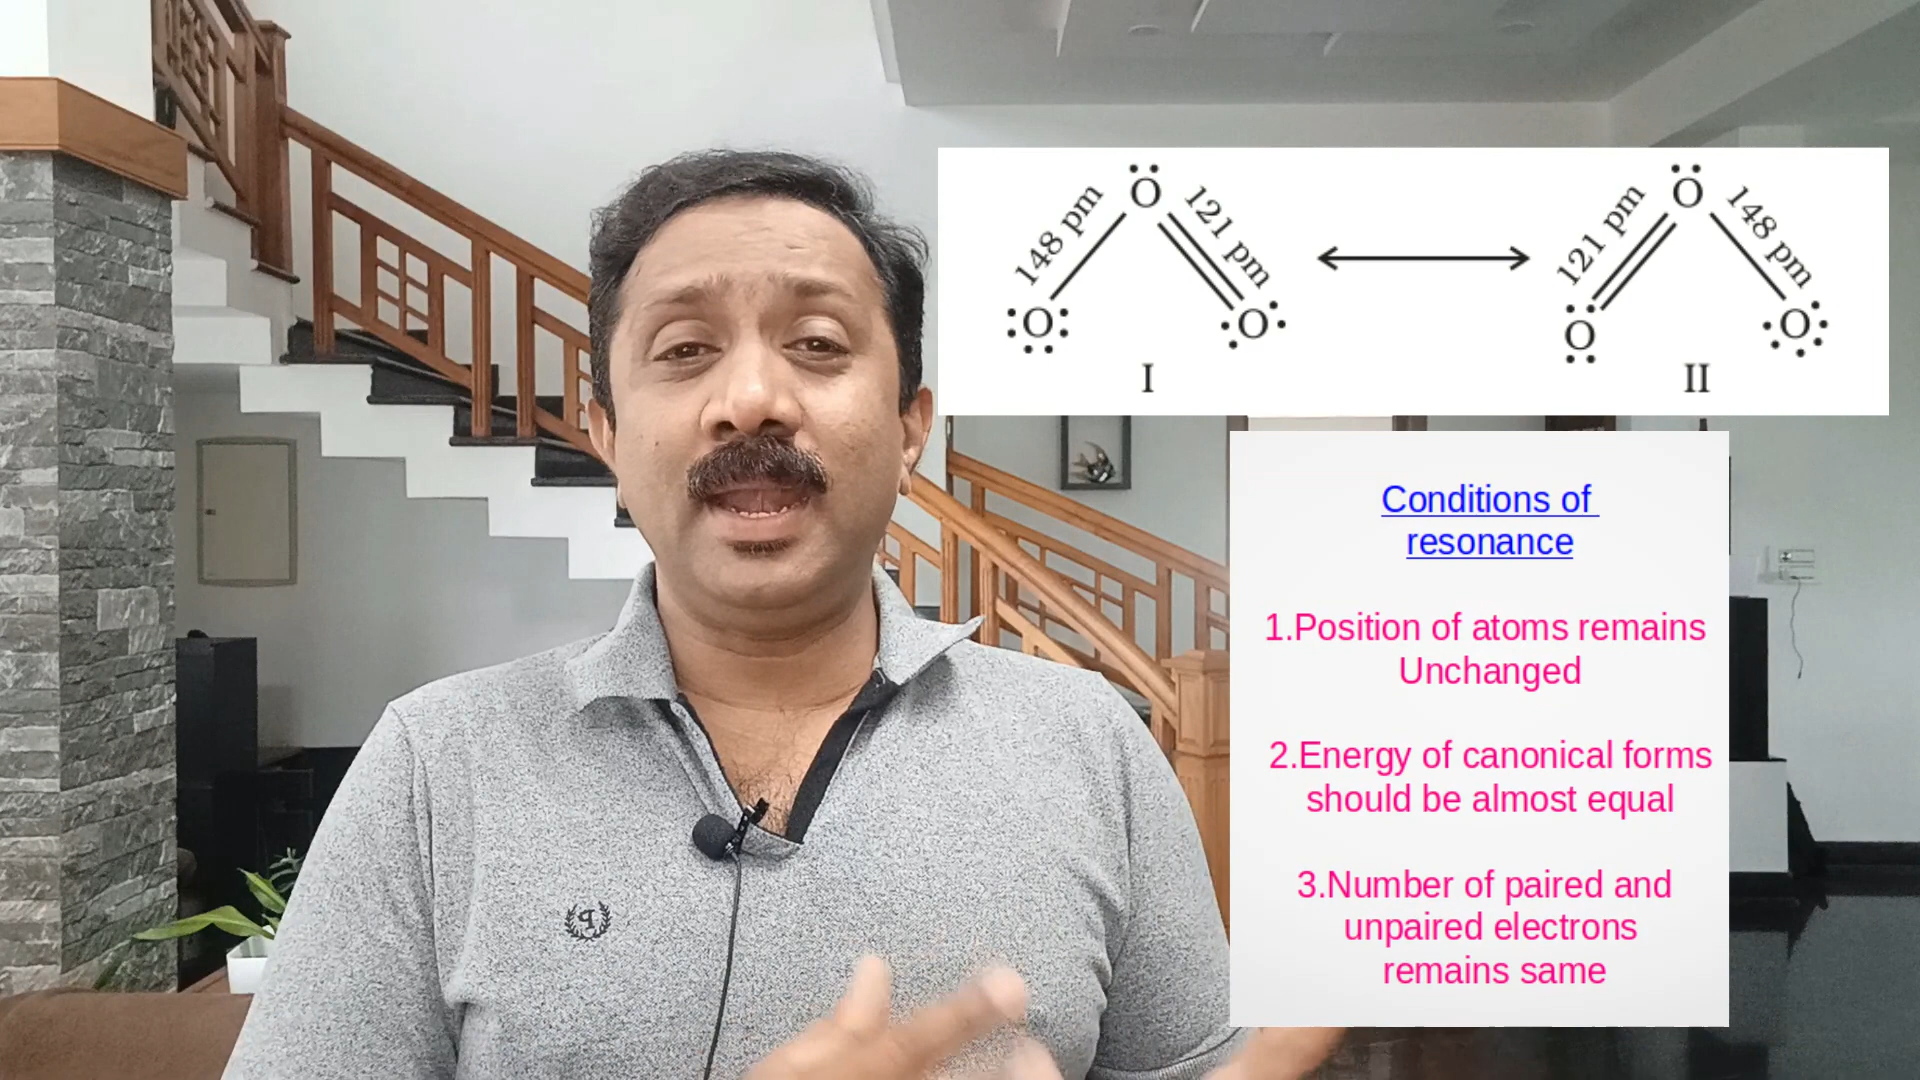 148 pm
Ö
121 pm
O
O
I
121 pm
Ö
148 pm
O
O
II
Conditions of
resonance
1.Position of atoms remains
Unchanged
2.Energy of canonical forms
should be almost equal
3.Number of paired and
unpaired electrons
remains same